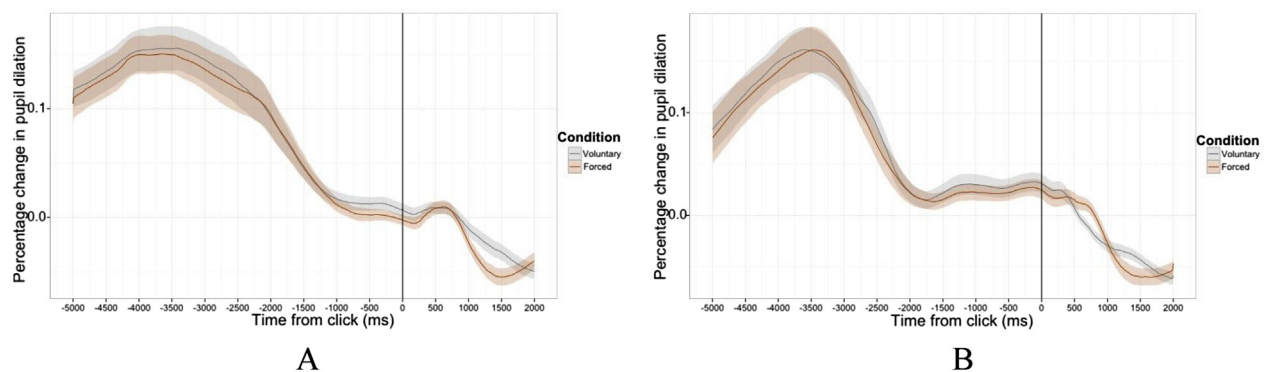 Percentage change in pupil dilation
0.1
0.0
-5000 -4500 -4000 -3500 -3000 -2500 -2000 -1500 -1000 -500 0 500 1000 1500 2000
Time from click (ms)
Condition
Voluntary
Forced
A
Percentage change in pupil dilation
0.1
0.0
-5000 -4500 -4000 -3500 -3000 -2500 -2000 -1500 -1000 -500 0 500 1000 1500 2000
Time from click (ms)
Condition
Voluntary
Forced
B